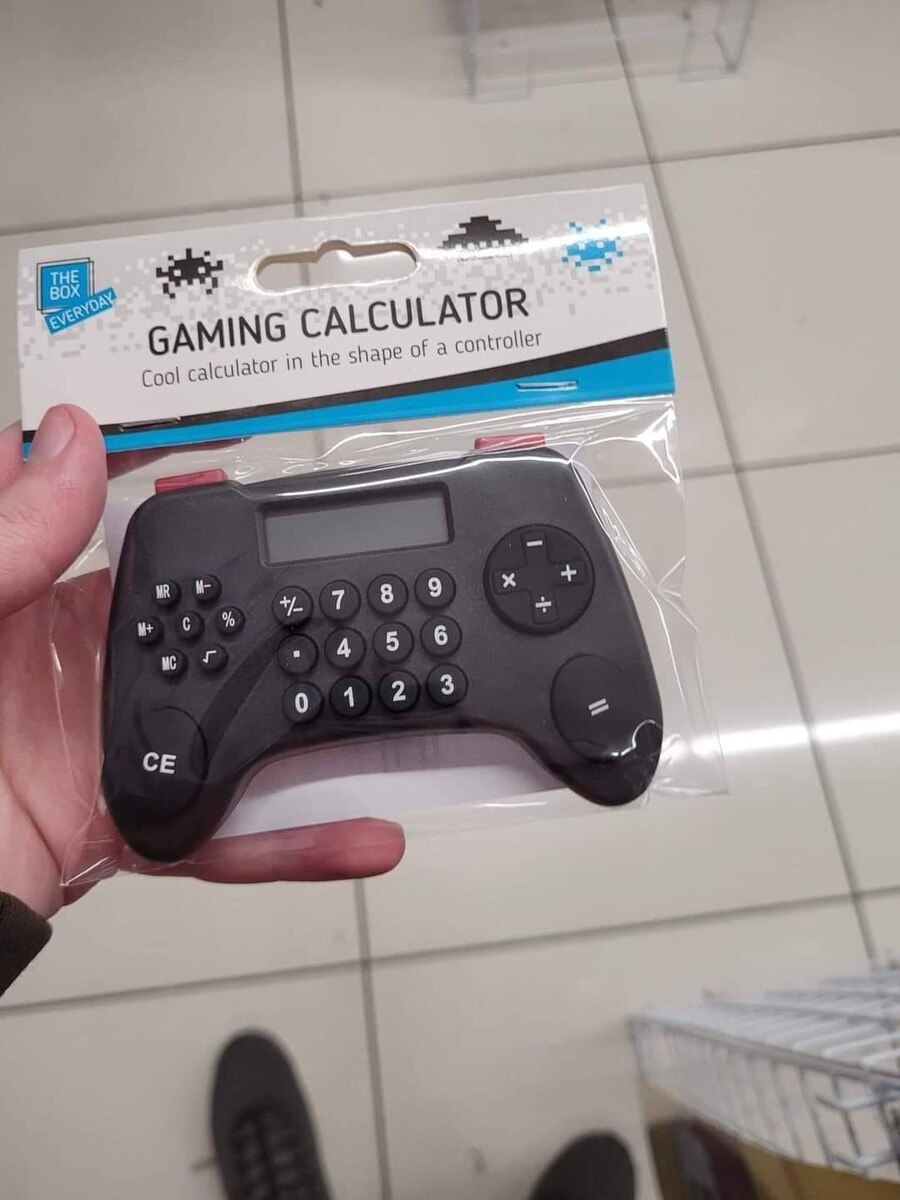 THE
BOX
EVERYDAY
GAMING CALCULATOR
Cool calculator in the shape of a controller
MR M-
M+ C %
MC √
CE
+/- 7 8 9
. 4 5 6
0 1 2 3
−
× +
÷
=